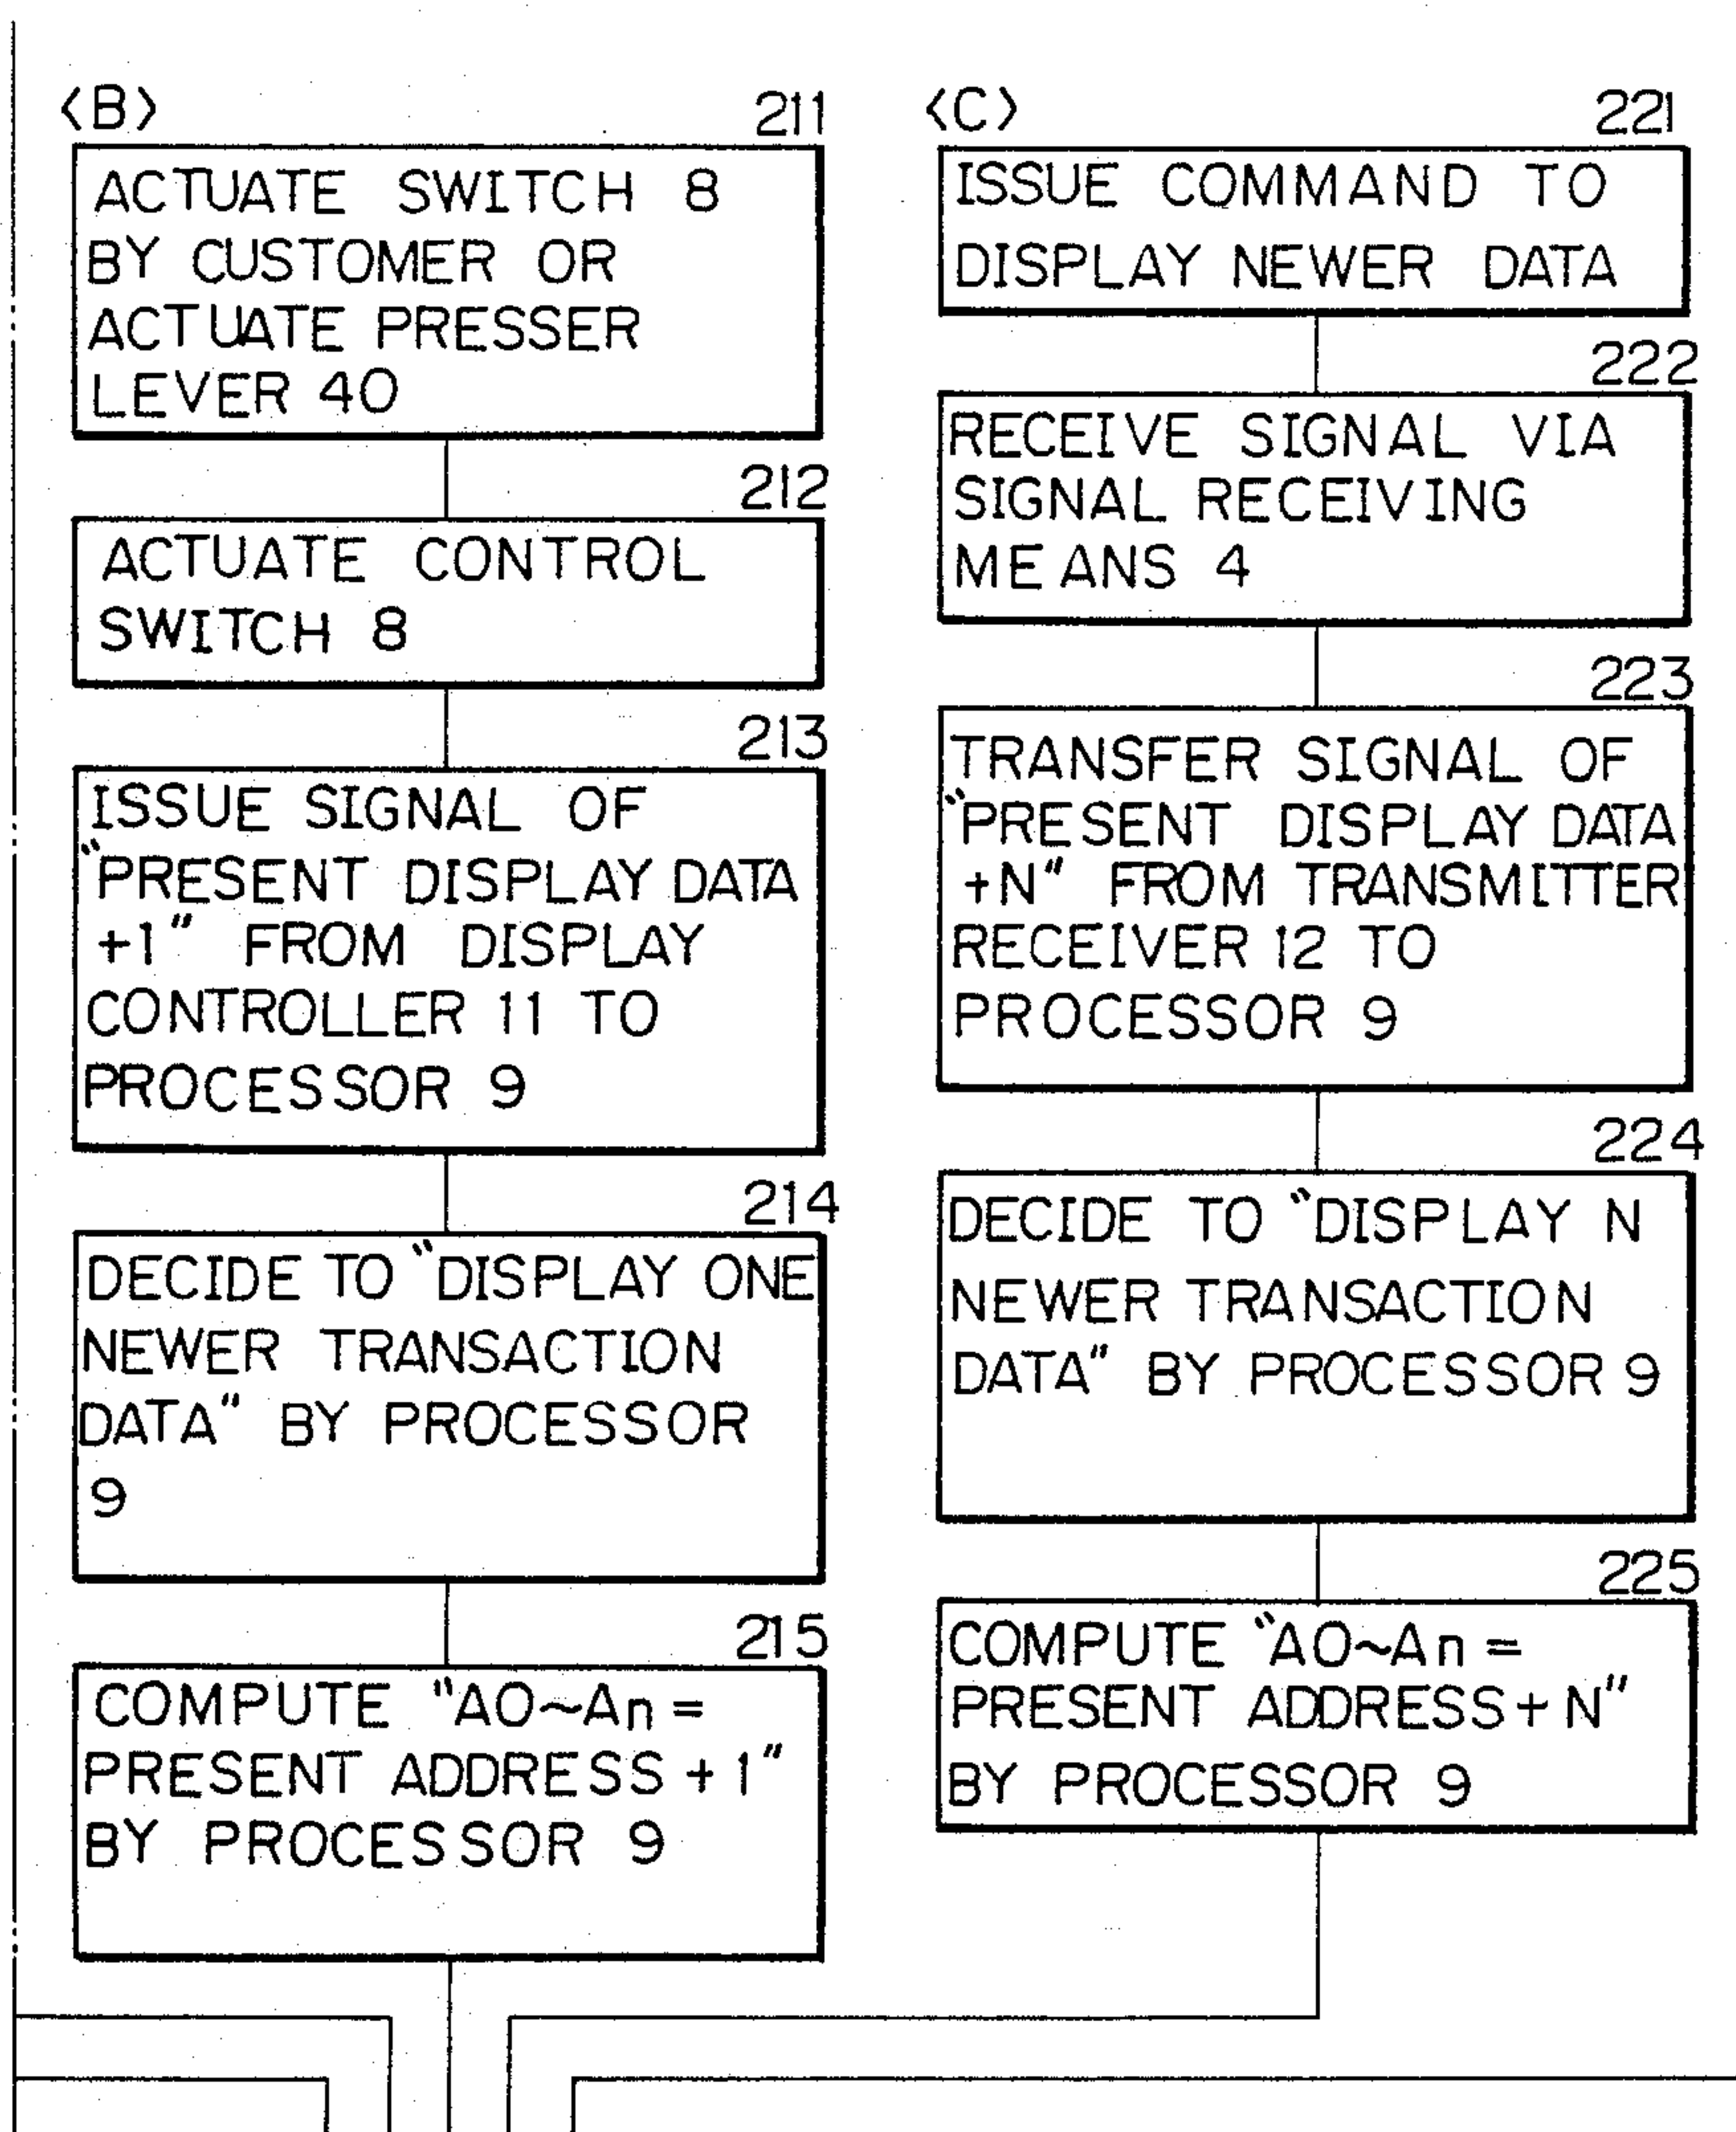 <B>
211
ACTUATE SWITCH 8
BY CUSTOMER OR
ACTUATE PRESSER
LEVER 40
212
ACTUATE CONTROL
SWITCH 8
213
ISSUE SIGNAL OF
"PRESENT DISPLAY DATA
+1" FROM DISPLAY
CONTROLLER 11 TO
PROCESSOR 9
214
DECIDE TO "DISPLAY ONE
NEWER TRANSACTION
DATA" BY PROCESSOR
9
215
COMPUTE "A0~An =
PRESENT ADDRESS + 1"
BY PROCESSOR 9
<C>
221
ISSUE COMMAND TO
DISPLAY NEWER DATA
222
RECEIVE SIGNAL VIA
SIGNAL RECEIVING
MEANS 4
223
TRANSFER SIGNAL OF
"PRESENT DISPLAY DATA
+N" FROM TRANSMITTER
RECEIVER 12 TO
PROCESSOR 9
224
DECIDE TO "DISPLAY N
NEWER TRANSACTION
DATA" BY PROCESSOR 9
225
COMPUTE "A0~An =
PRESENT ADDRESS + N"
BY PROCESSOR 9